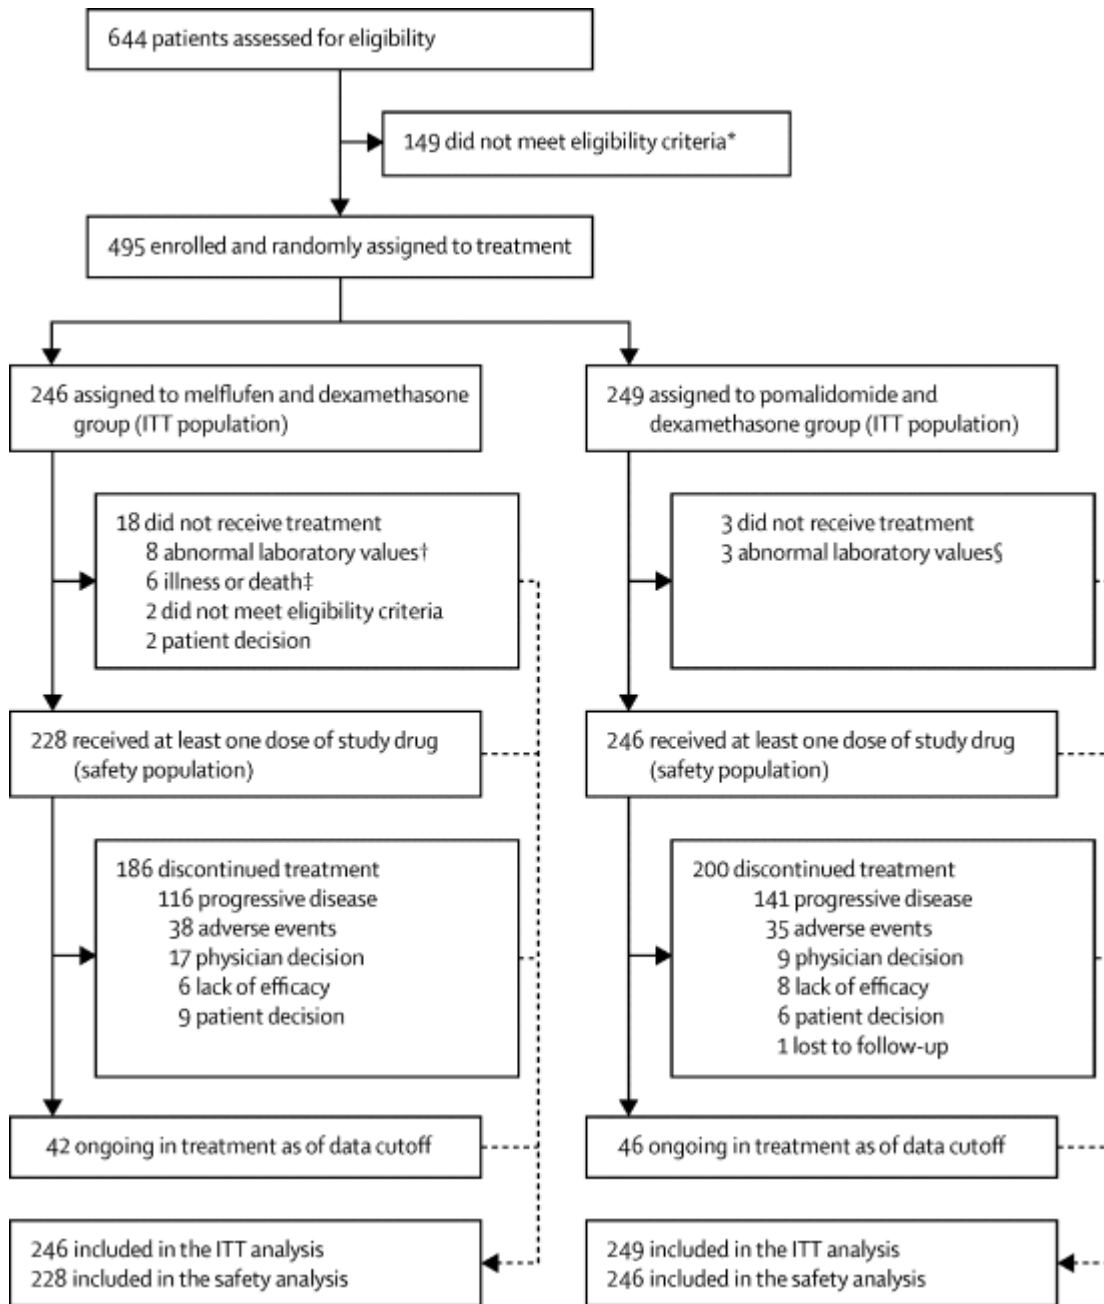 644 patients assessed for eligibility
149 did not meet eligibility criteria*
495 enrolled and randomly assigned to treatment
246 assigned to melflufen and dexamethasone
group (ITT population)
249 assigned to pomalidomide and
dexamethasone group (ITT population)
18 did not receive treatment
8 abnormal laboratory values†
6 illness or death‡
2 did not meet eligibility criteria
2 patient decision
3 did not receive treatment
3 abnormal laboratory values§
228 received at least one dose of study drug
(safety population)
246 received at least one dose of study drug
(safety population)
186 discontinued treatment
116 progressive disease
38 adverse events
17 physician decision
6 lack of efficacy
9 patient decision
200 discontinued treatment
141 progressive disease
35 adverse events
9 physician decision
8 lack of efficacy
6 patient decision
1 lost to follow-up
42 ongoing in treatment as of data cutoff
46 ongoing in treatment as of data cutoff
246 included in the ITT analysis
228 included in the safety analysis
249 included in the ITT analysis
246 included in the safety analysis